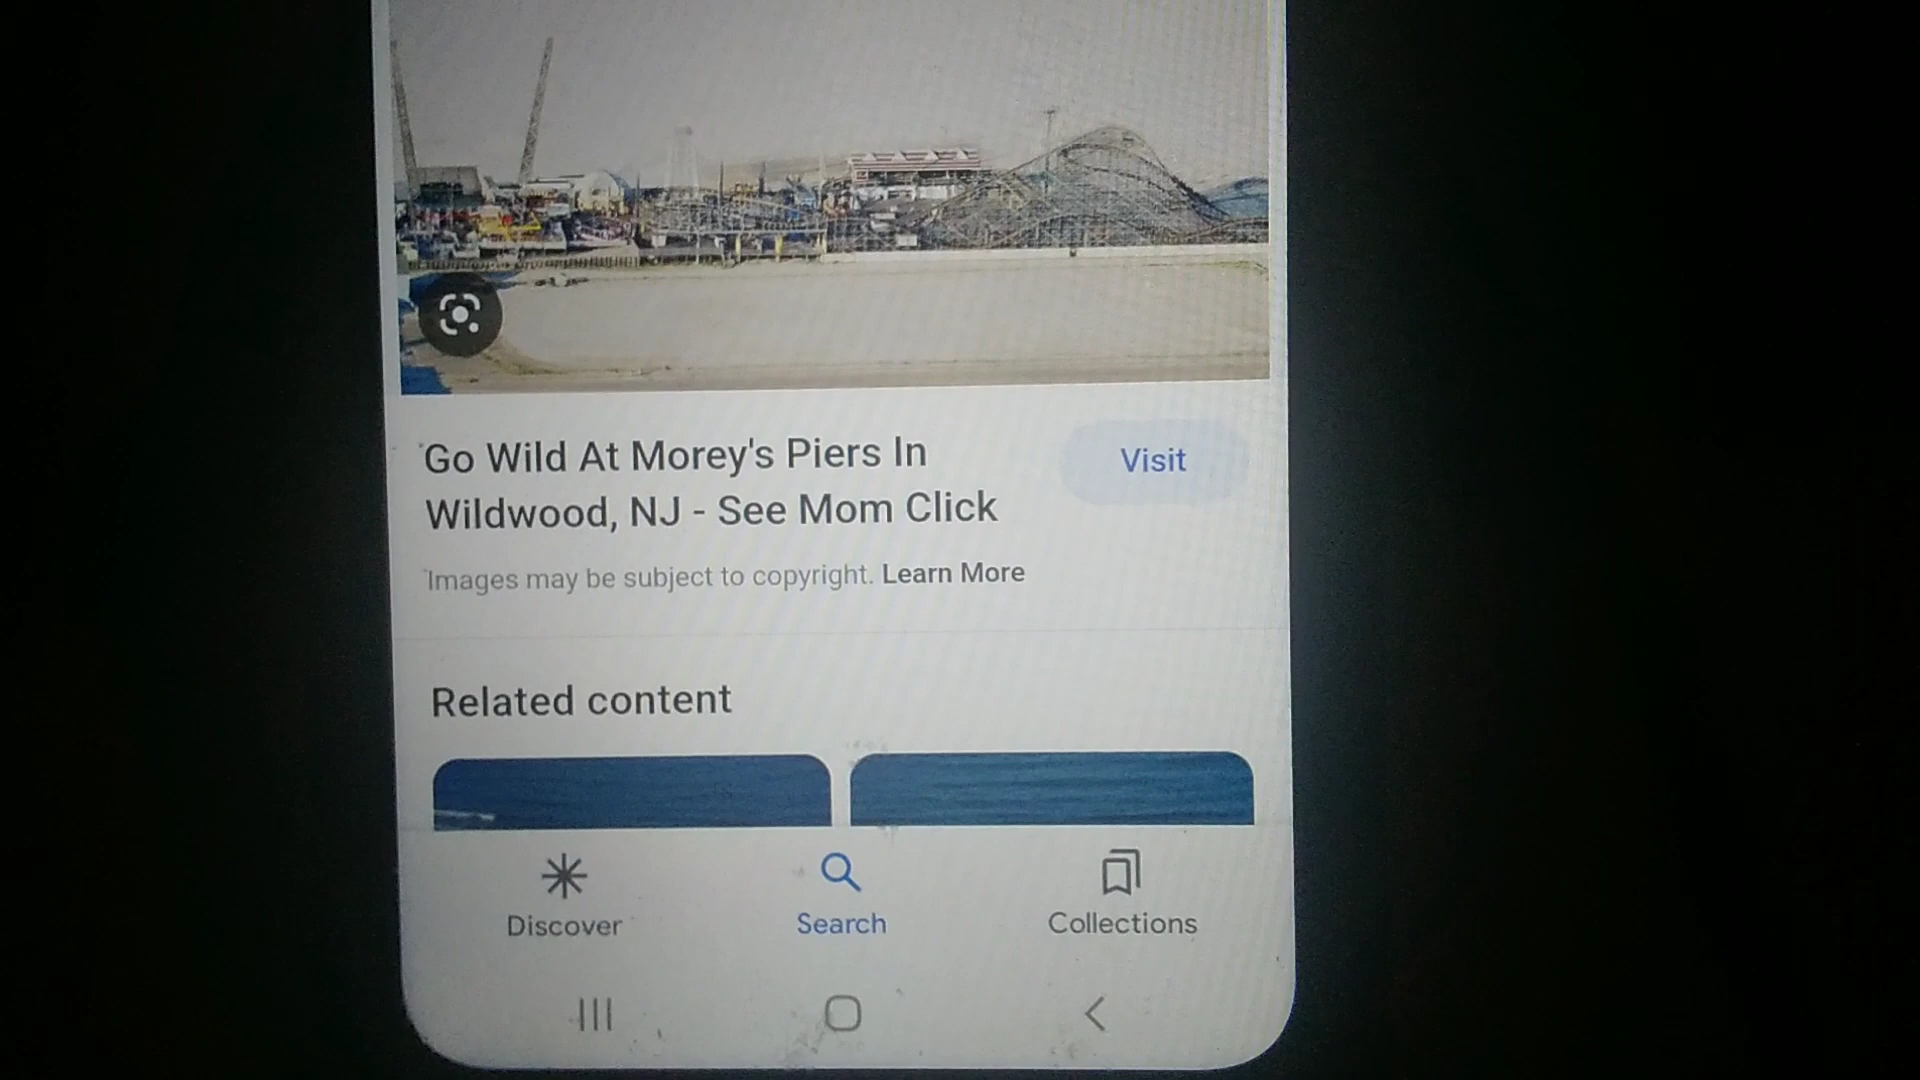 Go Wild At Morey's Piers In
Wildwood, NJ - See Mom Click
Visit
Images may be subject to copyright. Learn More
Related content
Discover
Search
Collections